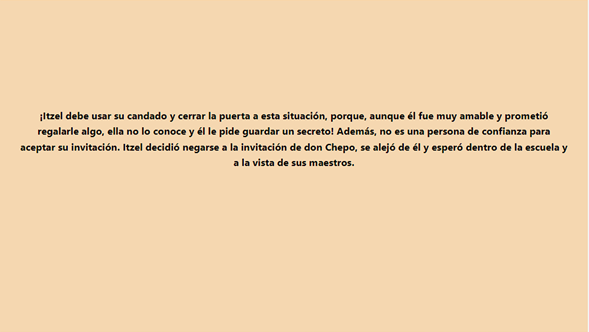 ¡Itzel debe usar su candado y cerrar la puerta a esta situación, porque, aunque él fue muy amable y prometió
regalarle algo, ella no lo conoce y él le pide guardar un secreto! Además, no es una persona de confianza para
aceptar su invitación. Itzel decidió negarse a la invitación de don Chepo, se alejó de él y esperó dentro de la escuela y
a la vista de sus maestros.